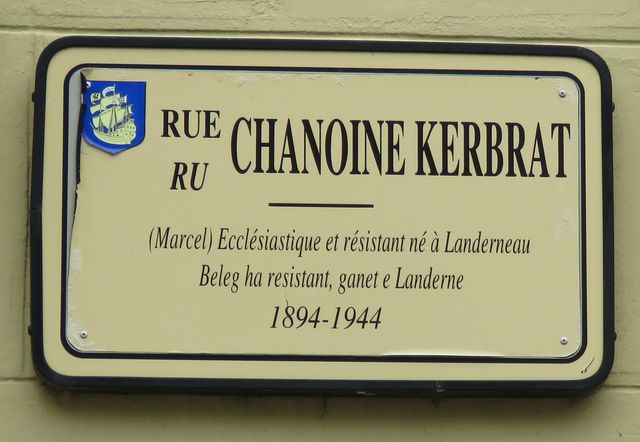 RUE CHANOINE KERBRAT
RU
(Marcel) Ecclésiastique et résistant né à Landerneau
Beleg ha resistant, ganet e Landerne
1894-1944